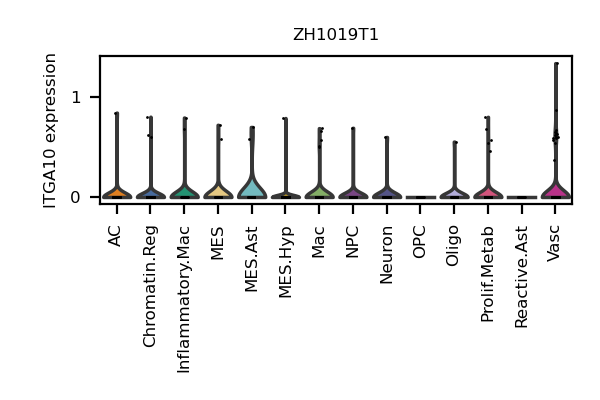 ZH1019T1
ITGA10 expression
1
0
AC
Chromatin.Reg
Inflammatory.Mac
MES
MES.Ast
MES.Hyp
Mac
NPC
Neuron
OPC
Oligo
Prolif.Metab
Reactive.Ast
Vasc